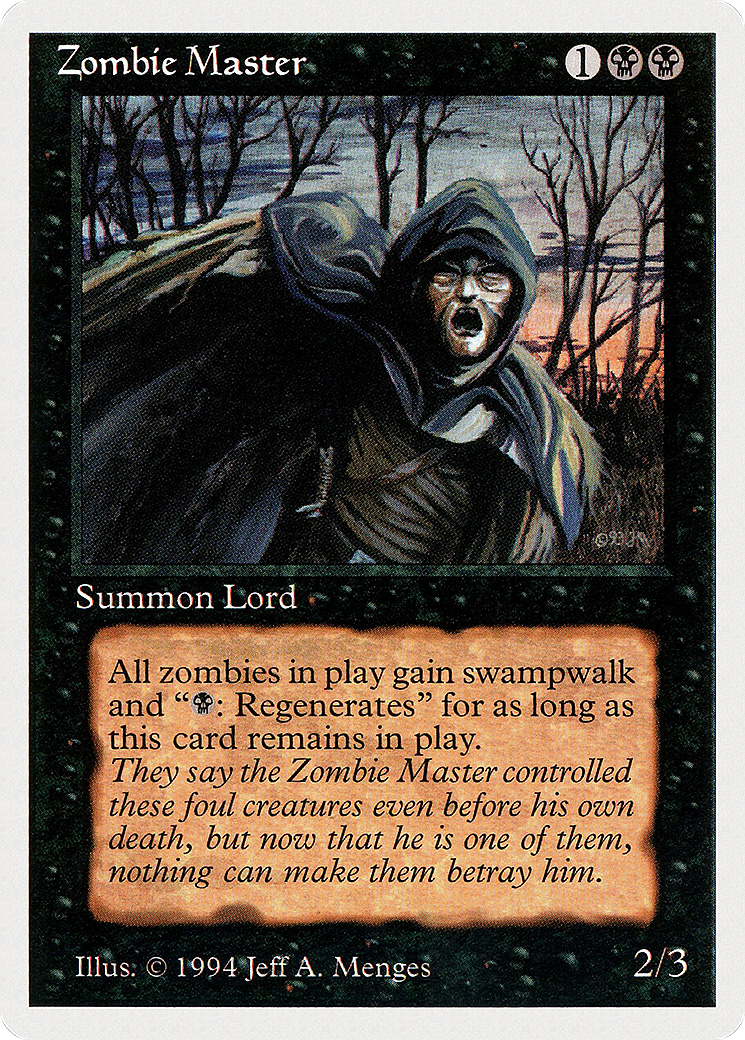 Zombie Master 1
Summon Lord
All zombies in play gain swampwalk
and “: Regenerates” for as long as
this card remains in play.
They say the Zombie Master controlled
these foul creatures even before his own
death, but now that he is one of them,
nothing can make them betray him.
Illus. © 1994 Jeff A. Menges 2/3